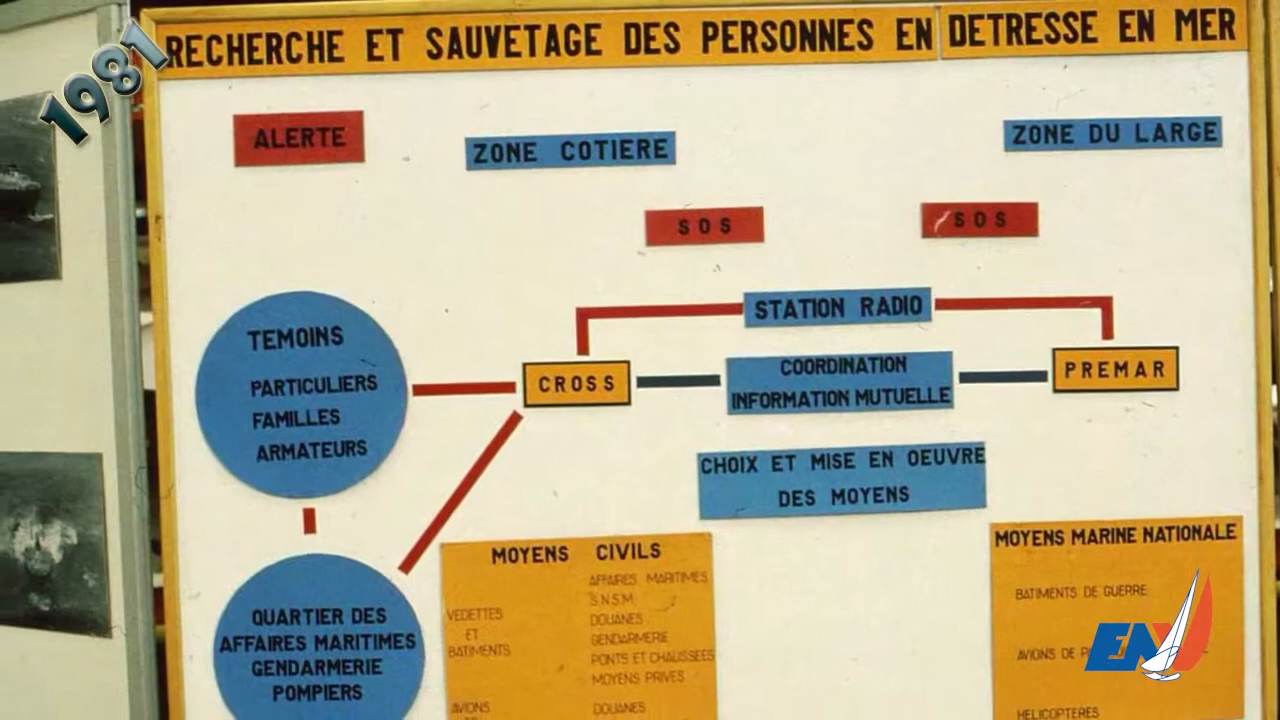 1981
RECHERCHE ET SAUVETAGE DES PERSONNES EN DETRESSE EN MER
ALERTE
ZONE COTIERE
ZONE DU LARGE
SOS
SOS
STATION RADIO
TEMOINS
PARTICULIERS
FAMILLES
ARMATEURS
CROSS
COORDINATION
INFORMATION MUTUELLE
PREMAR
CHOIX ET MISE EN OEUVRE
DES MOYENS
QUARTIER DES
AFFAIRES MARITIMES
GENDARMERIE
POMPIERS
MOYENS CIVILS
VEDETTES
ET
BATIMENTS
AFFAIRES MARITIMES
S.N.S.M.
DOUANES
GENDARMERIE
PONTS ET CHAUSSEES
MOYENS PRIVES
AVIONS
DOUANES
MOYENS MARINE NATIONALE
BATIMENTS DE GUERRE
AVIONS DE
HELICOPTERES